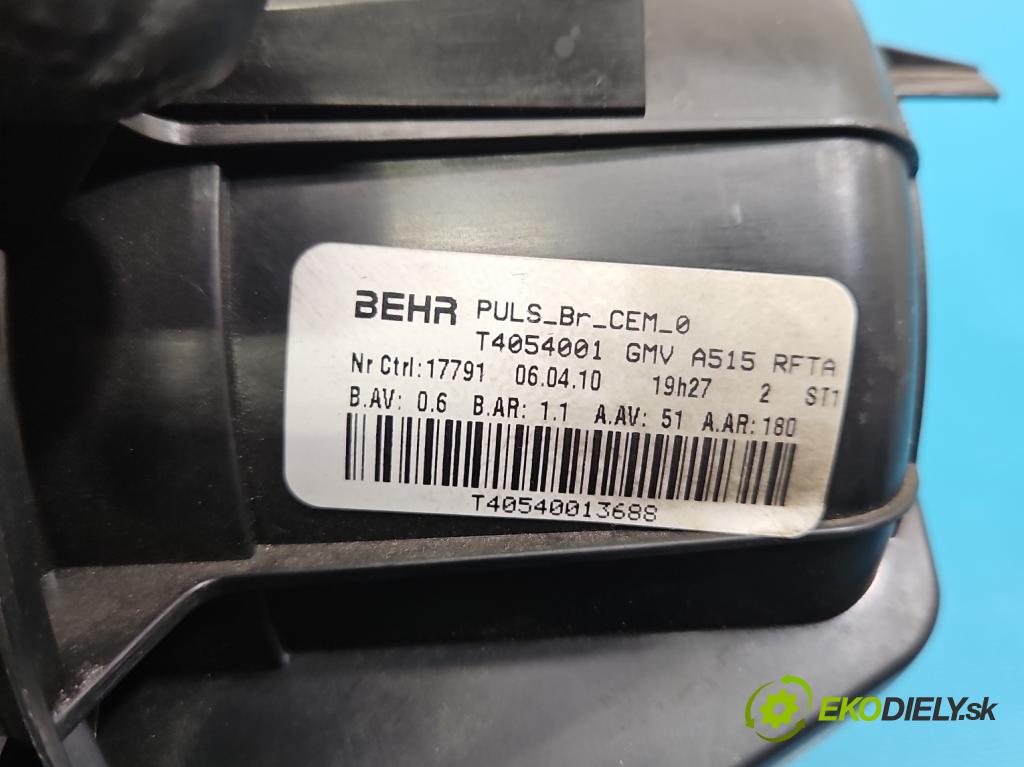 BEHR PULS_Br_CEM_0
T4054001 GMV A515 RFTA
Nr Ctrl:17791 06.04.10 19h27 2 ST1
B.AV: 0.6 B.AR: 1.1 A.AV: 51 A.AR:180
T40540013688
EKODIELY.sk